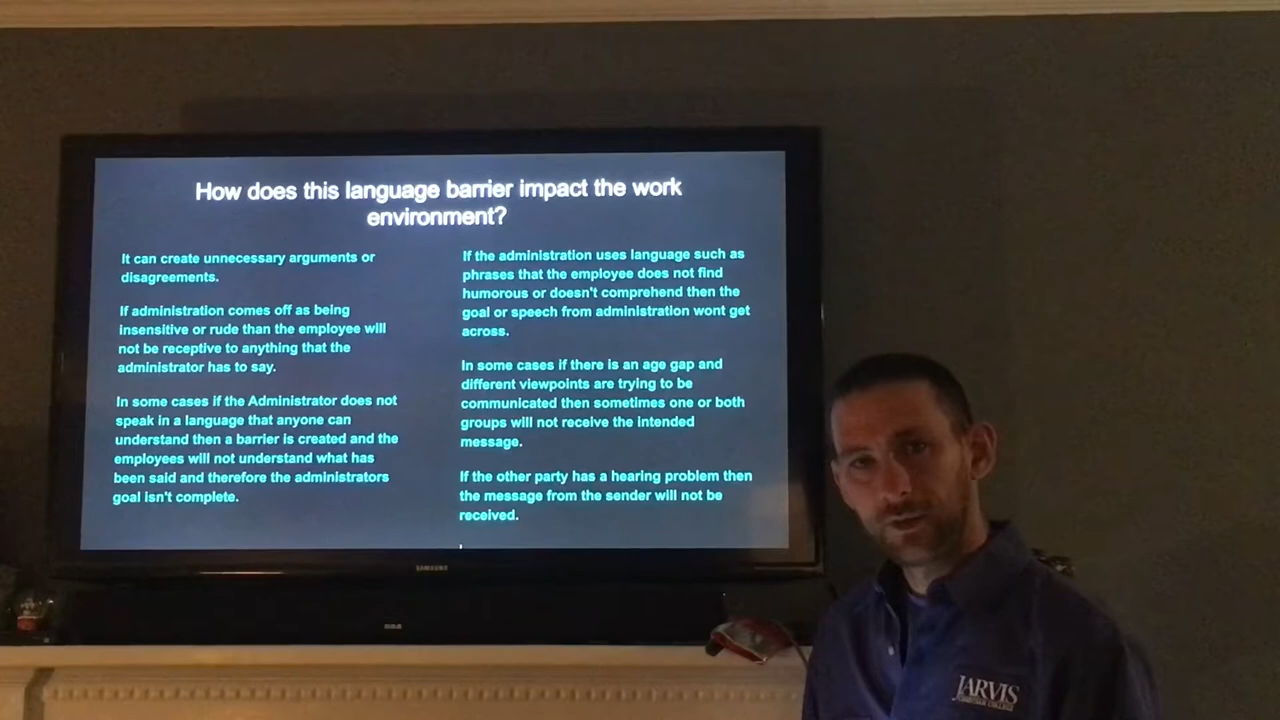 How does this language barrier impact the work
environment?
It can create unnecessary arguments or
disagreements.
If administration comes off as being
insensitive or rude than the employee will
not be receptive to anything that the
administrator has to say.
In some cases if the Administrator does not
speak in a language that anyone can
understand then a barrier is created and the
employees will not understand what has
been said and therefore the administrators
goal isn't complete.
If the administration uses language such as
phrases that the employee does not find
humorous or doesn't comprehend then the
goal or speech from administration wont get
across.
In some cases if there is an age gap and
different viewpoints are trying to be
communicated then sometimes one or both
groups will not receive the intended
message.
If the other party has a hearing problem then
the message from the sender will not be
received.
SAMSUNG
RCA
JARVIS
CHRISTIAN COLLEGE